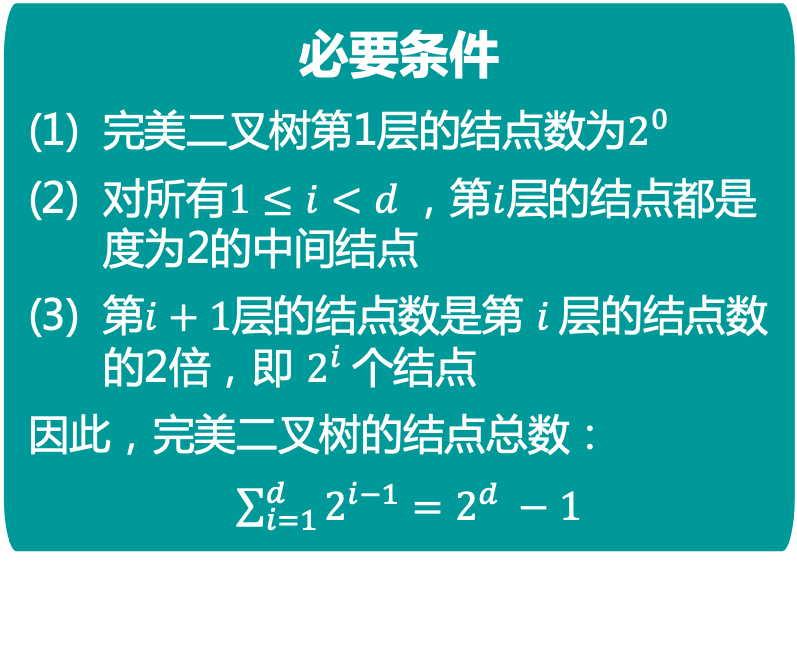 必要条件
(1) 完美二叉树第1层的结点数为2⁰
(2) 对所有1 ≤ i < d ，第i层的结点都是
度为2的中间结点
(3) 第i + 1层的结点数是第 i 层的结点数
的2倍，即 2ⁱ 个结点
因此，完美二叉树的结点总数：
∑ᵢ₌₁ᵈ 2ⁱ⁻¹ = 2ᵈ − 1